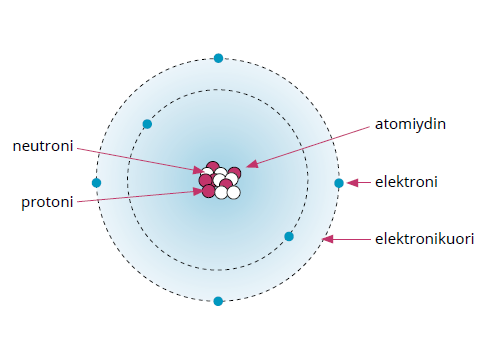 atomiydin
neutroni
elektroni
protoni
elektronikuori